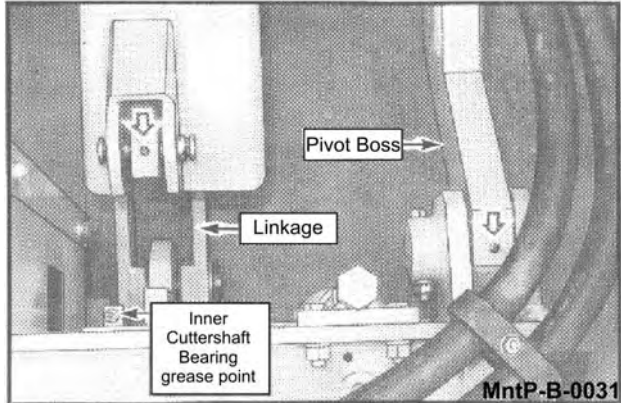 Pivot Boss
Linkage
Inner
Cuttershaft
Bearing
grease point
MntP-B-0031